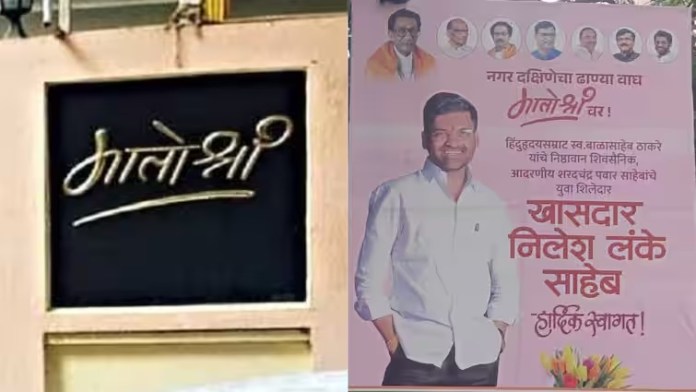 मातोश्री
नगर दक्षिणेचा ढाण्या वाघ
मातोश्री वर!
हिंदुहृदयसम्राट स्व.बाळासाहेब ठाकरे
यांचे निष्ठावान शिवसैनिक,
आदरणीय शरदचंद्र पवार साहेबांचे
युवा शिलेदार
खासदार
निलेश लंके
साहेब
हार्दिक स्वागत!